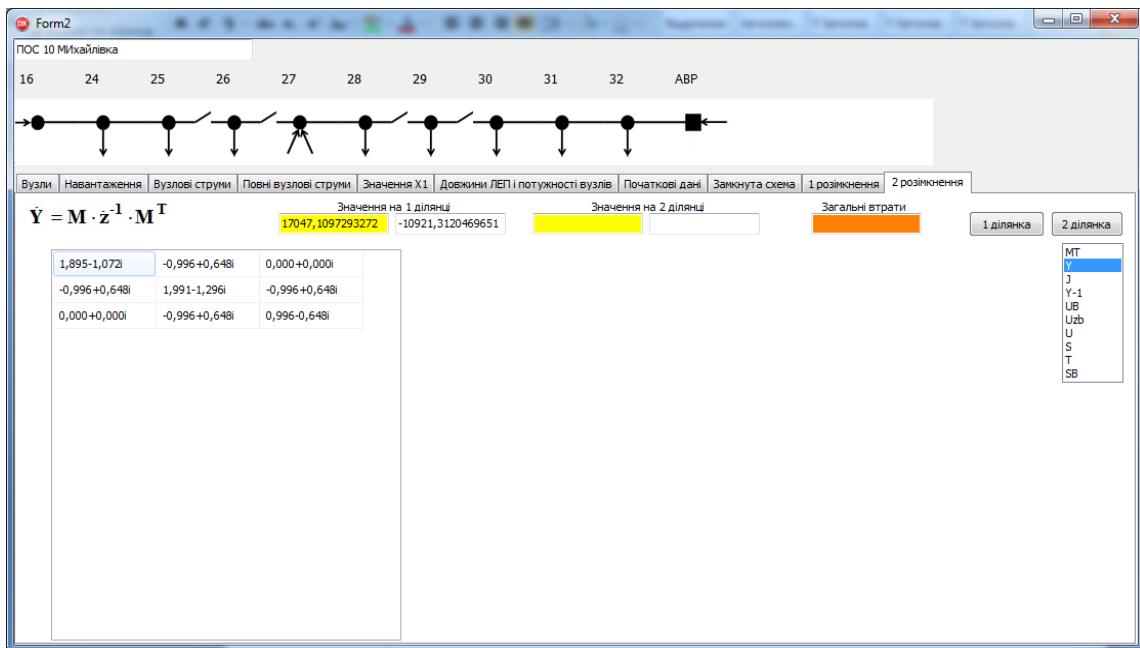 Form2
ПОС 10 МИхайлівка
16 24 25 26 27 28 29 30 31 32 АВР
Вузли Навантаження Вузлові струми Повні вузлові струми Значення X1 Довжини ЛЕП і потужності вузлів Початкові дані Замкнута схема 1 розімкнення 2 розімкнення
Ẏ = M · ż⁻¹ · Mᵀ
Значення на 1 ділянці Значення на 2 ділянці Загальні втрати
17047,1097293272 -10921,3120469651 1 ділянка 2 ділянка
1,895-1,072i -0,996+0,648i 0,000+0,000i
-0,996+0,648i 1,991-1,296i -0,996+0,648i
0,000+0,000i -0,996+0,648i 0,996-0,648i
MT
Y
J
Y-1
UB
Uzb
U
S
T
SB